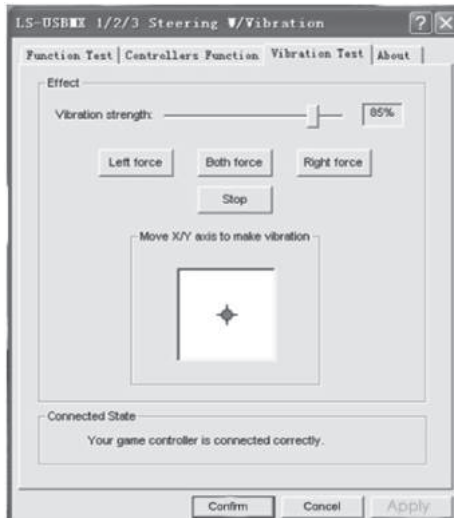 LS-USBMX 1/2/3 Steering W/Vibration
Function Test Controllers Function Vibration Test About
Effect
Vibration strength: 85%
Left force Both force Right force
Stop
Move X/Y axis to make vibration
Connected State
Your game controller is connected correctly.
Confirm Cancel Apply